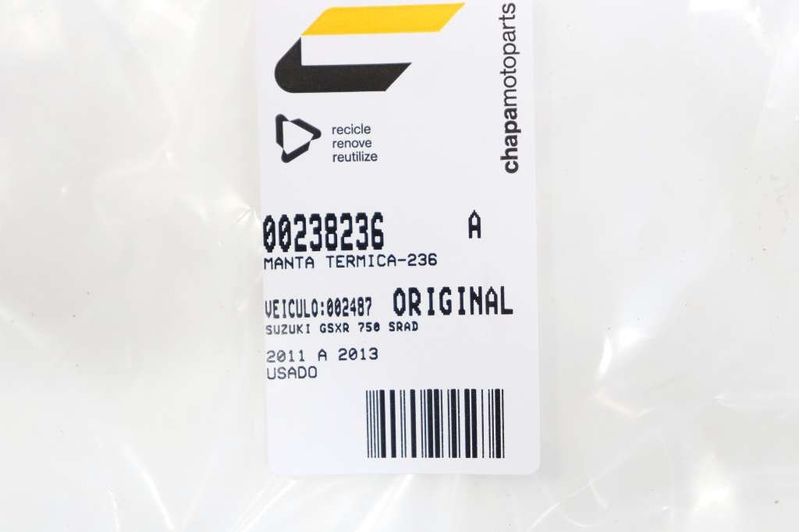 chapamotoparts
recicle
renove
reutilize
00238236 A
MANTA TERMICA-236
VEICULO:002487 ORIGINAL
SUZUKI GSXR 750 SRAD
2011 A 2013
USADO